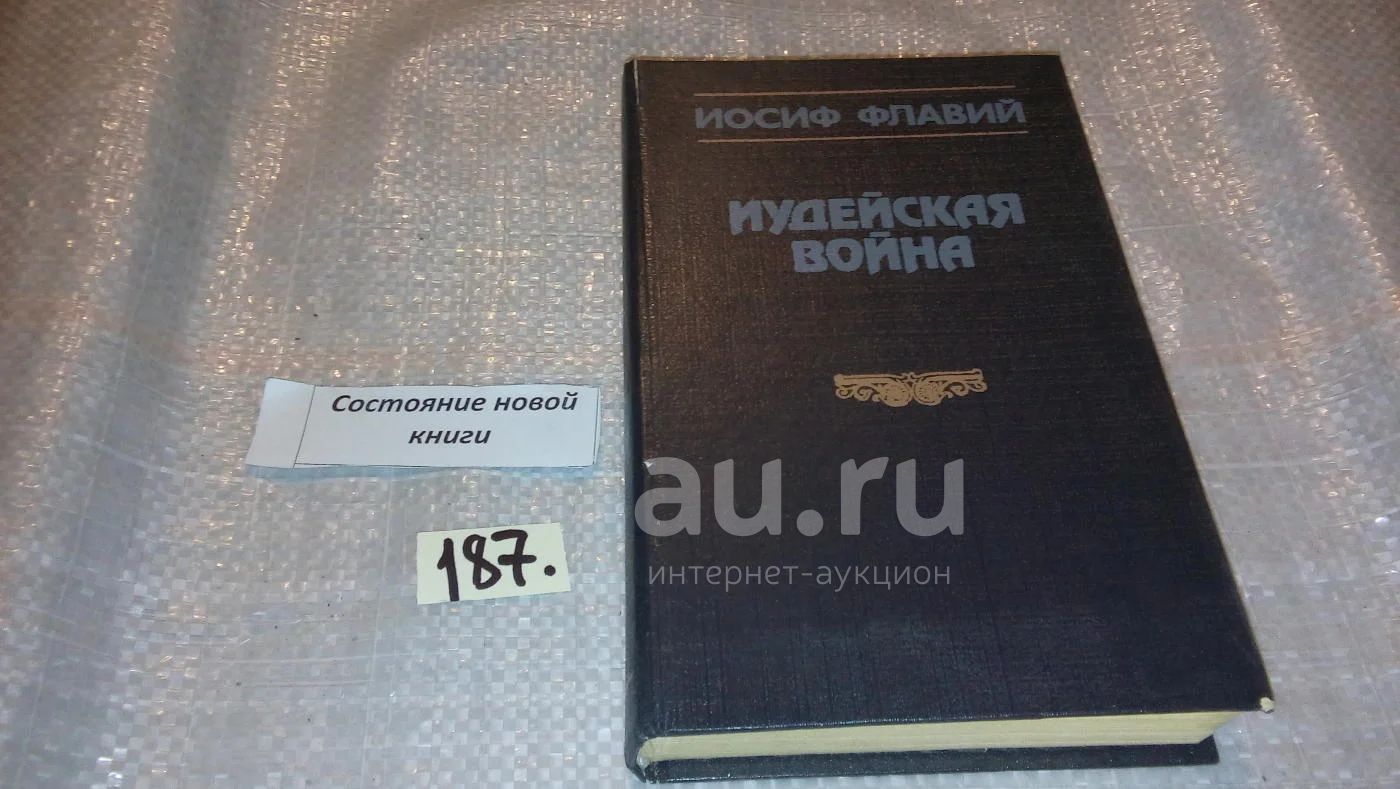 ИОСИФ ФЛАВИЙ
ИУДЕЙСКАЯ
ВОЙНА
Состояние новой
книги
187.
au.ru
интернет-аукцион